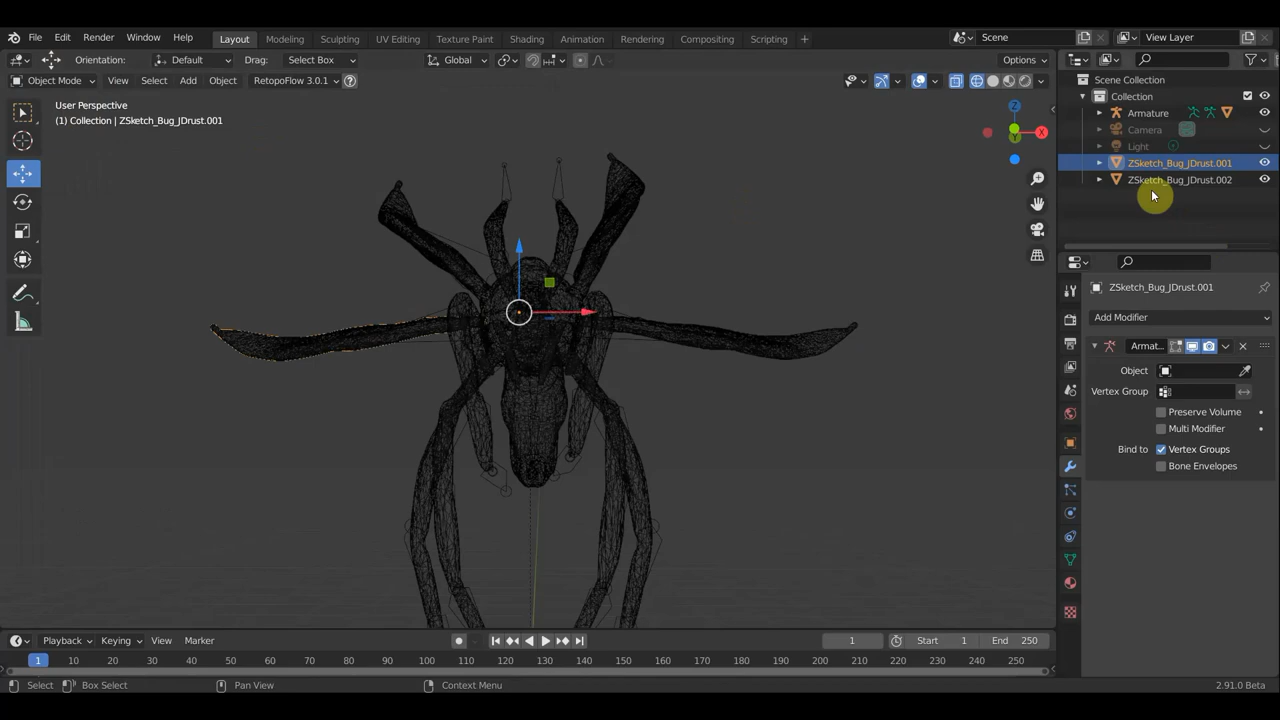 File Edit Render Window Help Layout Modeling Sculpting UV Editing Texture Paint Shading Animation Rendering Compositing Scripting + Scene View Layer
Orientation: Default Drag: Select Box Global Options
Object Mode View Select Add Object RetopoFlow 3.0.1 ?
User Perspective
(1) Collection | ZSketch_Bug_JDrust.001
Z
X
Y
Scene Collection
Collection
Armature
Camera
Light
ZSketch_Bug_JDrust.001
ZSketch_Bug_JDrust.002
ZSketch_Bug_JDrust.001
Add Modifier
Armat...
Object
Vertex Group
Preserve Volume
Multi Modifier
Bind to Vertex Groups
Bone Envelopes
Playback Keying View Marker 1 Start 1 End 250
1 10 20 30 40 50 60 70 80 90 100 110 120 130 140 150 160 170 180 190 200 210 220 230 240 250
Select Box Select Pan View Context Menu 2.91.0 Beta